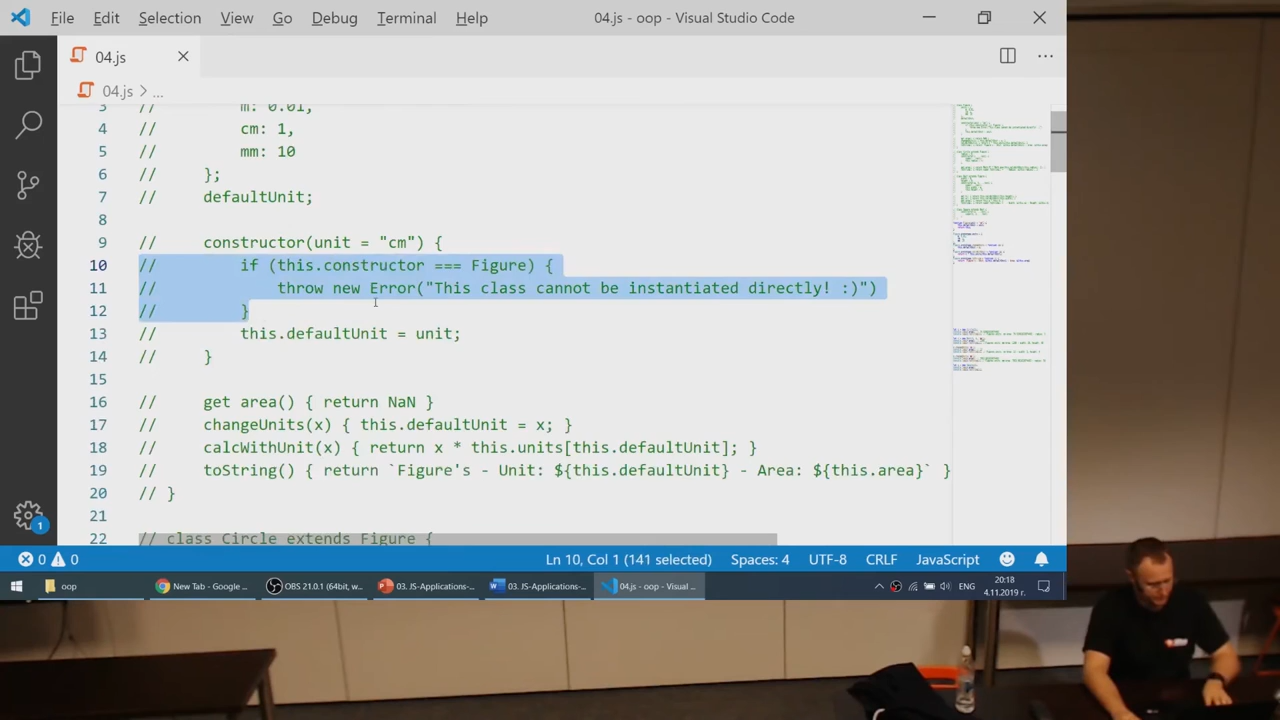 File Edit Selection View Go Debug Terminal Help 04.js - oop - Visual Studio Code
04.js
04.js > ...
3 // m: 0.01,
4 // cm: 1,
5 // mm: 10
6 // };
7 // defaultUnit;
8
9 // constructor(unit = "cm") {
10 // if (this.constructor === Figure) {
11 // throw new Error("This class cannot be instantiated directly! :)")
12 // }
13 // this.defaultUnit = unit;
14 // }
15
16 // get area() { return NaN }
17 // changeUnits(x) { this.defaultUnit = x; }
18 // calcWithUnit(x) { return x * this.units[this.defaultUnit]; }
19 // toString() { return `Figure's - Unit: ${this.defaultUnit} - Area: ${this.area}` }
20 // }
21
22 // class Circle extends Figure {
1 0 0 Ln 10, Col 1 (141 selected) Spaces: 4 UTF-8 CRLF JavaScript
oop New Tab - Google ... OBS 21.0.1 (64bit, w... 03. JS-Applications-... 03. JS-Applications-... 04.js - oop - Visual ... ENG 20:18
4.11.2019 г.